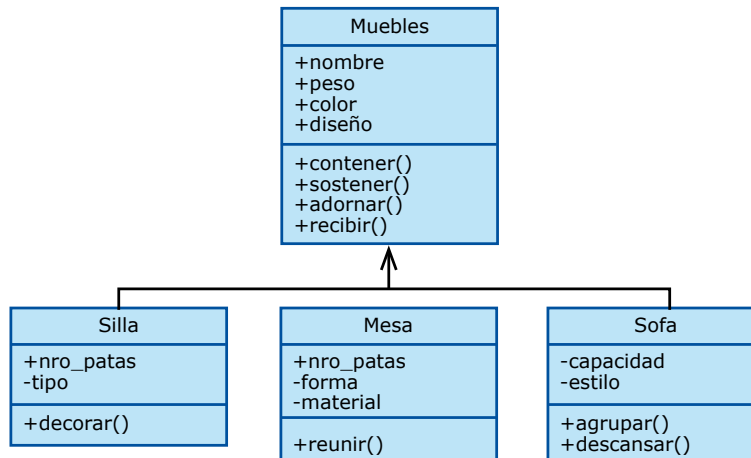 Muebles
+nombre
+peso
+color
+diseño
+contener()
+sostener()
+adornar()
+recibir()
Silla
+nro_patas
-tipo
+decorar()
Mesa
+nro_patas
-forma
-material
+reunir()
Sofa
-capacidad
-estilo
+agrupar()
+descansar()